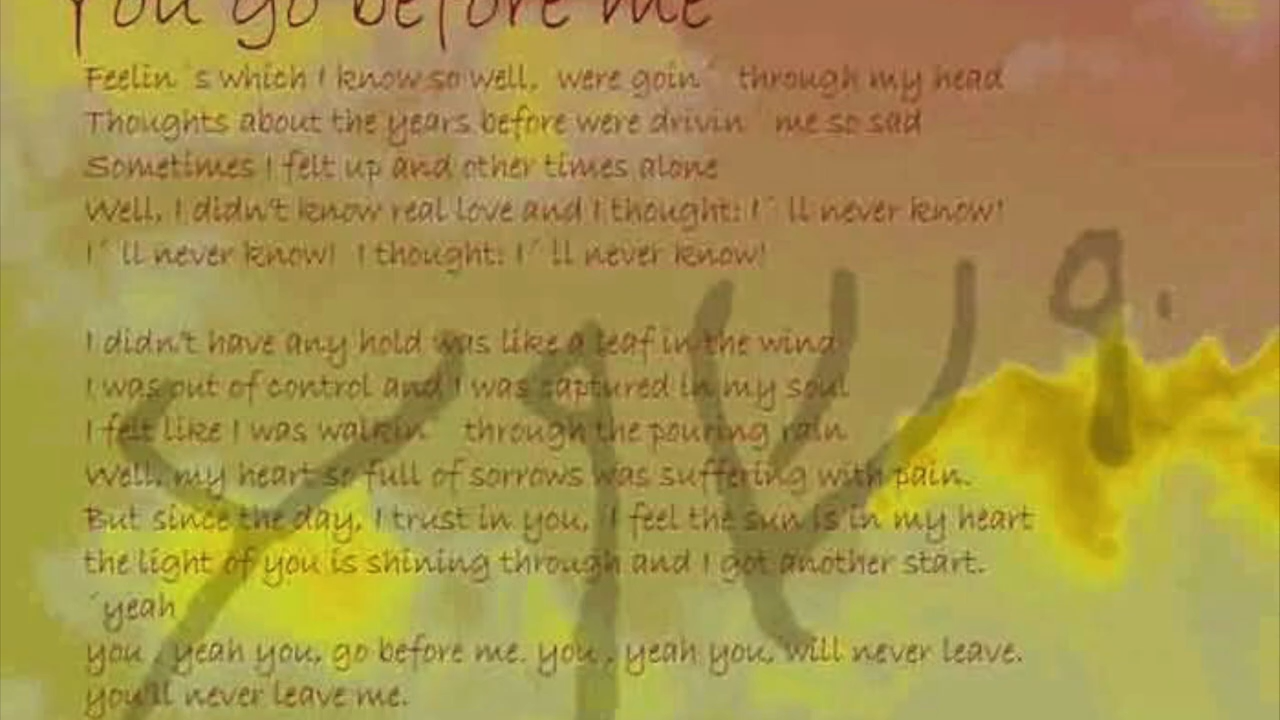 You go before me
Feelin´s which I know so well, were goin´ through my head
Thoughts about the years before were drivin´ me so sad
Sometimes I felt up and other times alone
Well, I didn't know real love and I thought: I´ll never know!
I´ll never know! I thought: I´ll never know!
I didn't have any hold was like a leaf in the wind
I was out of control and I was captured in my soul
I felt like I was walkin´ through the pouring rain
Well, my heart so full of sorrows was suffering with pain.
But since the day, I trust in you, I feel the sun is in my heart
the light of you is shining through and I got another start.
´yeah
you , yeah you, go before me. you , yeah you, will never leave.
you'll never leave me.